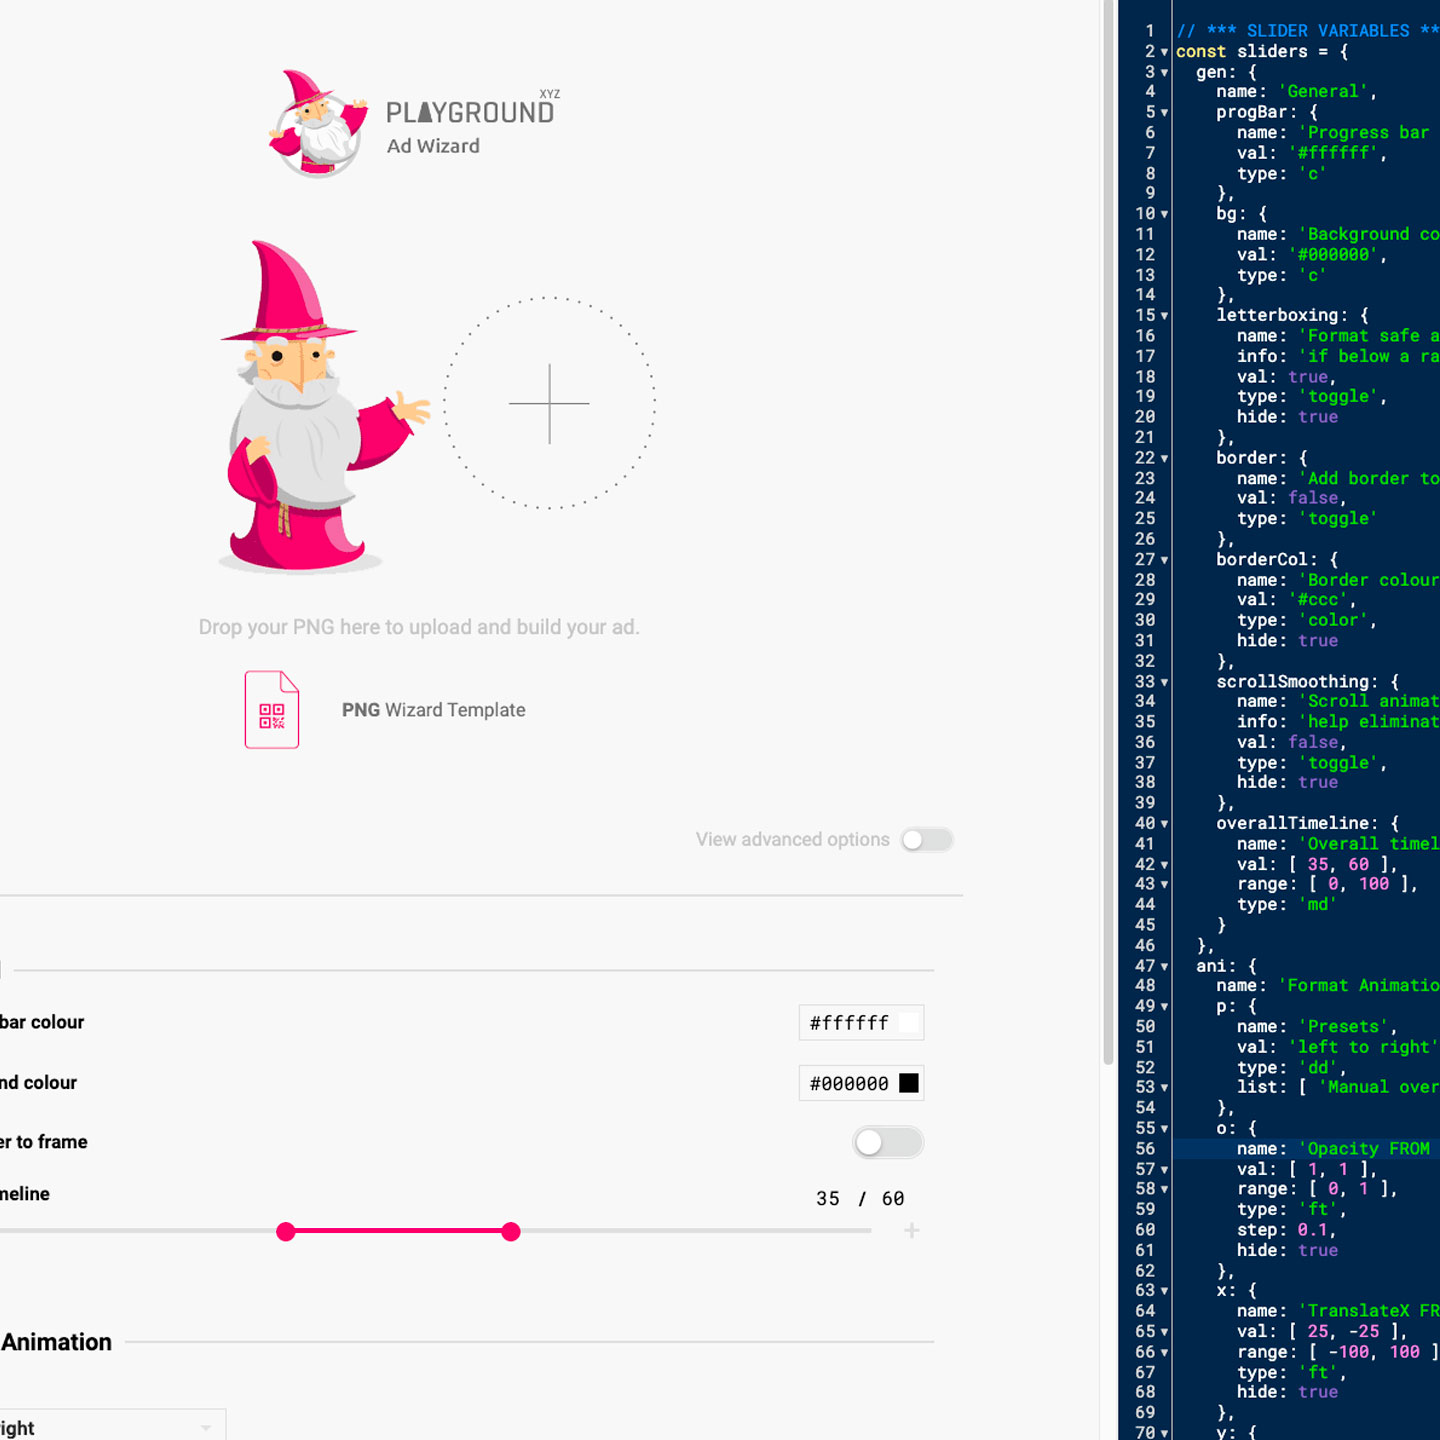 PLAYGROUND XYZ
Ad Wizard
Drop your PNG here to upload and build your ad.
PNG Wizard Template
View advanced options
bar colour
#ffffff
nd colour
#000000
er to frame
meline
35 / 60
+
Animation
right
1 // *** SLIDER VARIABLES **
2 const sliders = {
3 gen: {
4 name: 'General',
5 progBar: {
6 name: 'Progress bar
7 val: '#ffffff',
8 type: 'c'
9 },
10 bg: {
11 name: 'Background co
12 val: '#000000',
13 type: 'c'
14 },
15 letterboxing: {
16 name: 'Format safe a
17 info: 'if below a ra
18 val: true,
19 type: 'toggle',
20 hide: true
21 },
22 border: {
23 name: 'Add border to
24 val: false,
25 type: 'toggle'
26 },
27 borderCol: {
28 name: 'Border colour
29 val: '#ccc',
30 type: 'color',
31 hide: true
32 },
33 scrollSmoothing: {
34 name: 'Scroll animat
35 info: 'help eliminat
36 val: false,
37 type: 'toggle',
38 hide: true
39 },
40 overallTimeline: {
41 name: 'Overall timel
42 val: [ 35, 60 ],
43 range: [ 0, 100 ],
44 type: 'md'
45 }
46 },
47 ani: {
48 name: 'Format Animatio
49 p: {
50 name: 'Presets',
51 val: 'left to right'
52 type: 'dd',
53 list: [ 'Manual over
54 },
55 o: {
56 name: 'Opacity FROM
57 val: [ 1, 1 ],
58 range: [ 0, 1 ],
59 type: 'ft',
60 step: 0.1,
61 hide: true
62 },
63 x: {
64 name: 'TranslateX FR
65 val: [ 25, -25 ],
66 range: [ -100, 100 ]
67 type: 'ft',
68 hide: true
69 },
70 y: {